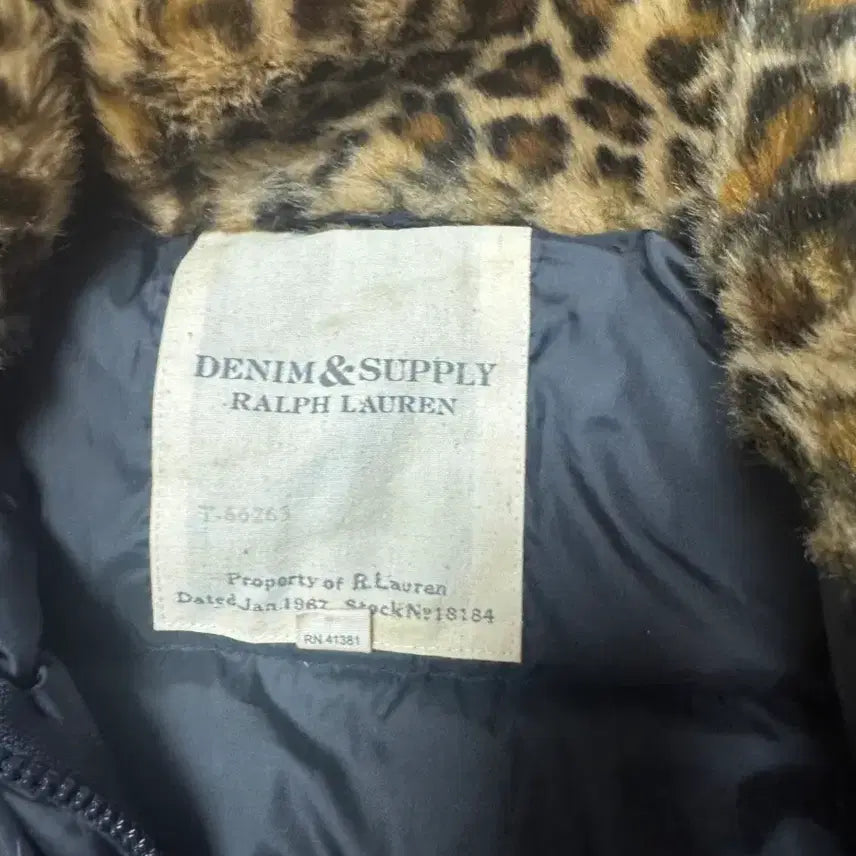 DENIM & SUPPLY
RALPH LAUREN
T-66263
Property of R. Lauren
Dated Jan. 1967 Stock Nº 18184
RN 41381